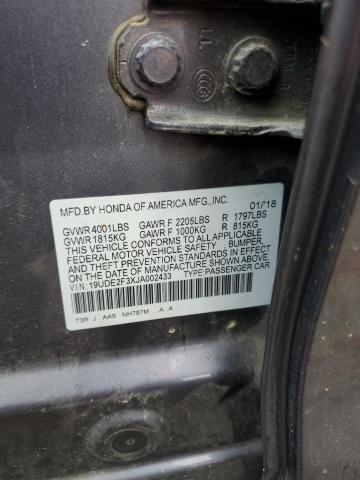 MFD.BY HONDA OF AMERICA MFG.,INC. 01/18
GVWR 4001LBS GAWR F 2205LBS R 1797LBS
GVWR 1815KG GAWR F 1000KG R 815KG
THIS VEHICLE CONFORMS TO ALL APPLICABLE
FEDERAL MOTOR VEHICLE SAFETY, BUMPER,
AND THEFT PREVENTION STANDARDS IN EFFECT
ON THE DATE OF MANUFACTURE SHOWN ABOVE.
V.I.N:19UDE2F3XJA002433 TYPE PASSENGER CAR
T3R J AA5 NH797M A A